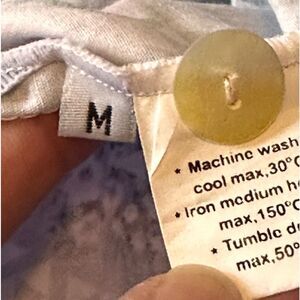 M
* Machine wash
cool max,30°C
* Iron medium
max,150°C
* Tumble
max,50°